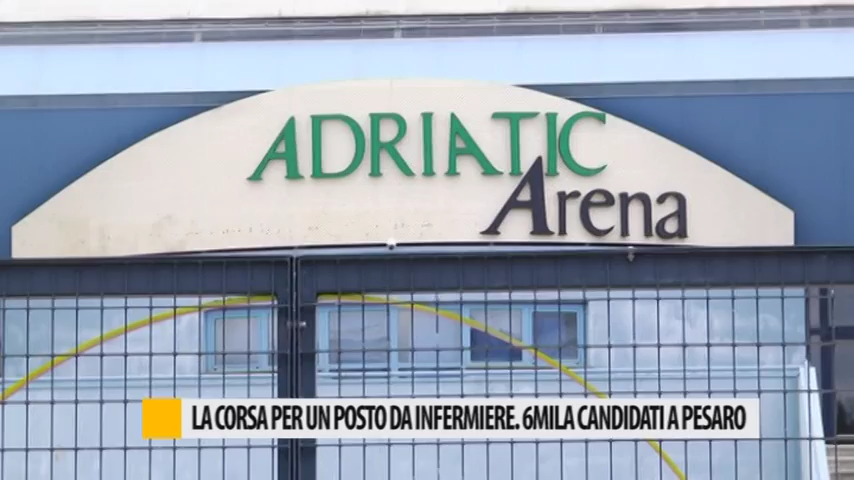 ADRIATIC
Arena
LA CORSA PER UN POSTO DA INFERMIERE. 6MILA CANDIDATI A PESARO